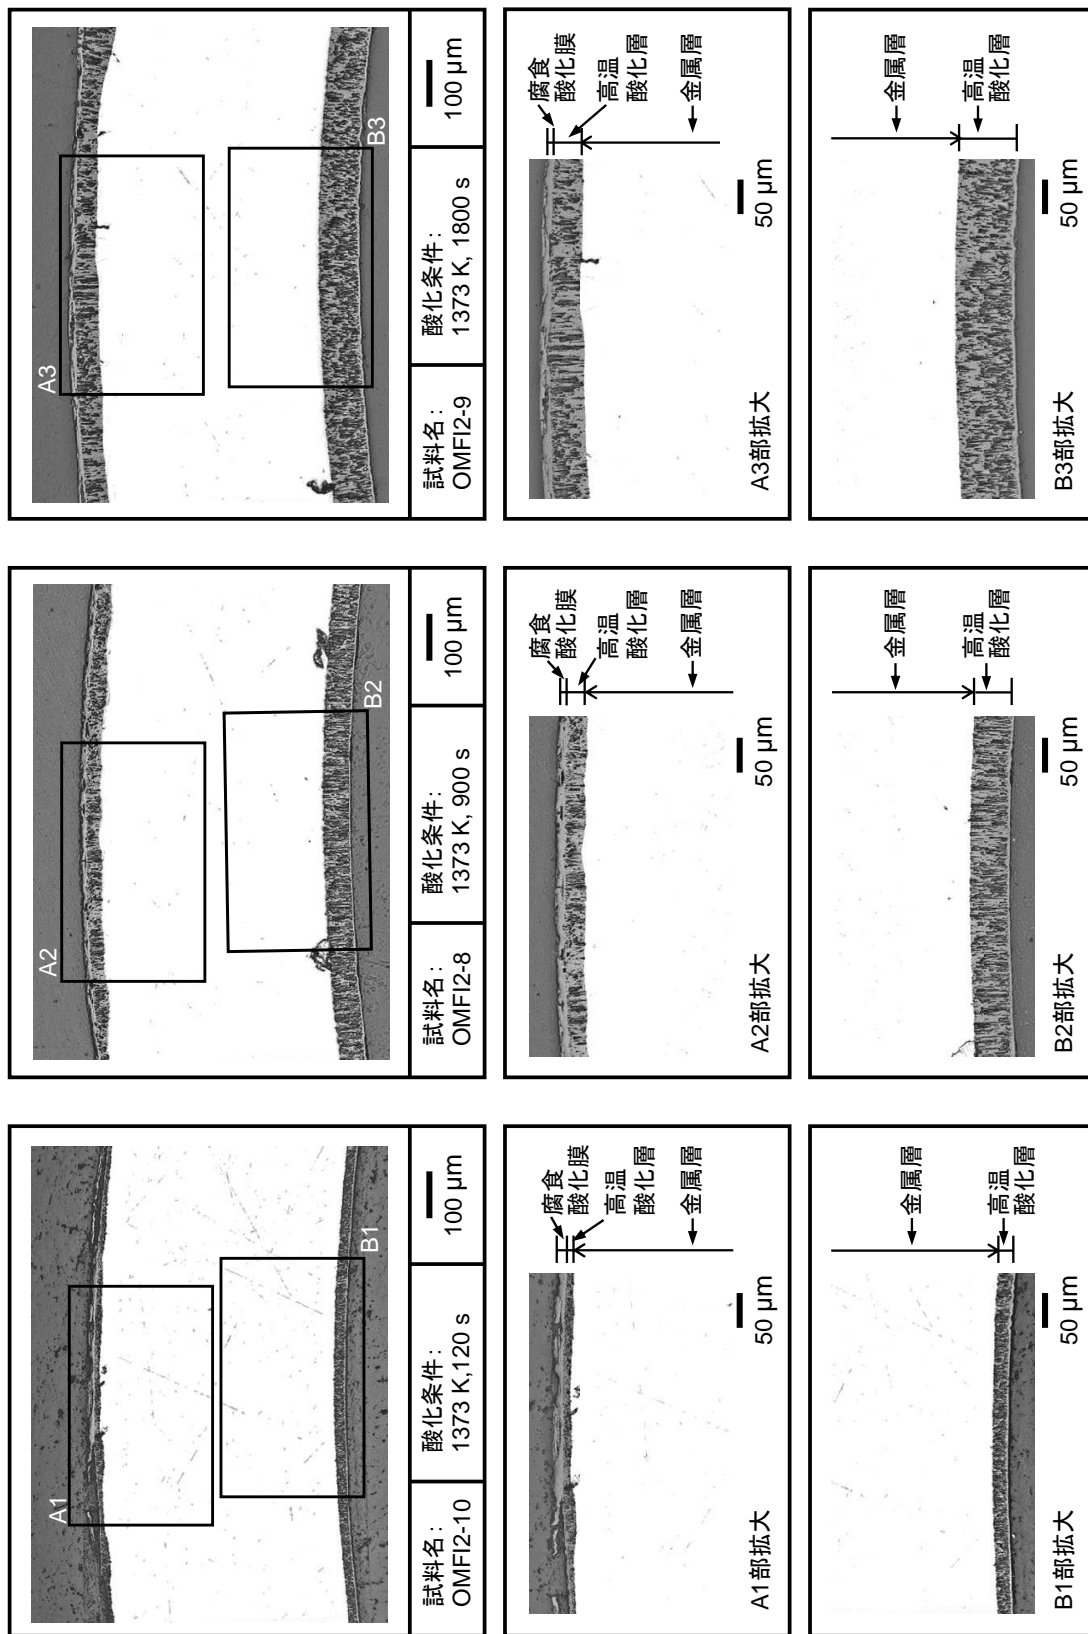 A1
B1
試料名：
OMFI2-10
酸化条件：
1373 K,120 s
100 µm
腐食
酸化膜
高温
酸化層
金属層
50 µm
A1部拡大
金属層
高温
酸化層
50 µm
B1部拡大
A2
B2
試料名：
OMFI2-8
酸化条件：
1373 K, 900 s
100 µm
腐食
酸化膜
高温
酸化層
金属層
50 µm
A2部拡大
金属層
高温
酸化層
50 µm
B2部拡大
A3
B3
試料名：
OMFI2-9
酸化条件：
1373 K, 1800 s
100 µm
腐食
酸化膜
高温
酸化層
金属層
50 µm
A3部拡大
金属層
高温
酸化層
50 µm
B3部拡大